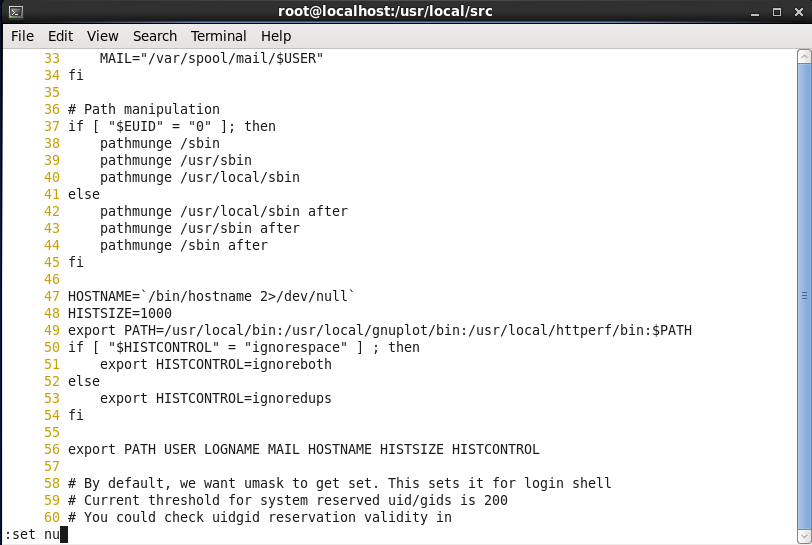 root@localhost:/usr/local/src
File Edit View Search Terminal Help
33     MAIL="/var/spool/mail/$USER"
34 fi
35
36 # Path manipulation
37 if [ "$EUID" = "0" ]; then
38     pathmunge /sbin
39     pathmunge /usr/sbin
40     pathmunge /usr/local/sbin
41 else
42     pathmunge /usr/local/sbin after
43     pathmunge /usr/sbin after
44     pathmunge /sbin after
45 fi
46
47 HOSTNAME=`/bin/hostname 2>/dev/null`
48 HISTSIZE=1000
49 export PATH=/usr/local/bin:/usr/local/gnuplot/bin:/usr/local/httperf/bin:$PATH
50 if [ "$HISTCONTROL" = "ignorespace" ] ; then
51     export HISTCONTROL=ignoreboth
52 else
53     export HISTCONTROL=ignoredups
54 fi
55
56 export PATH USER LOGNAME MAIL HOSTNAME HISTSIZE HISTCONTROL
57
58 # By default, we want umask to get set. This sets it for login shell
59 # Current threshold for system reserved uid/gids is 200
60 # You could check uidgid reservation validity in
:set nu